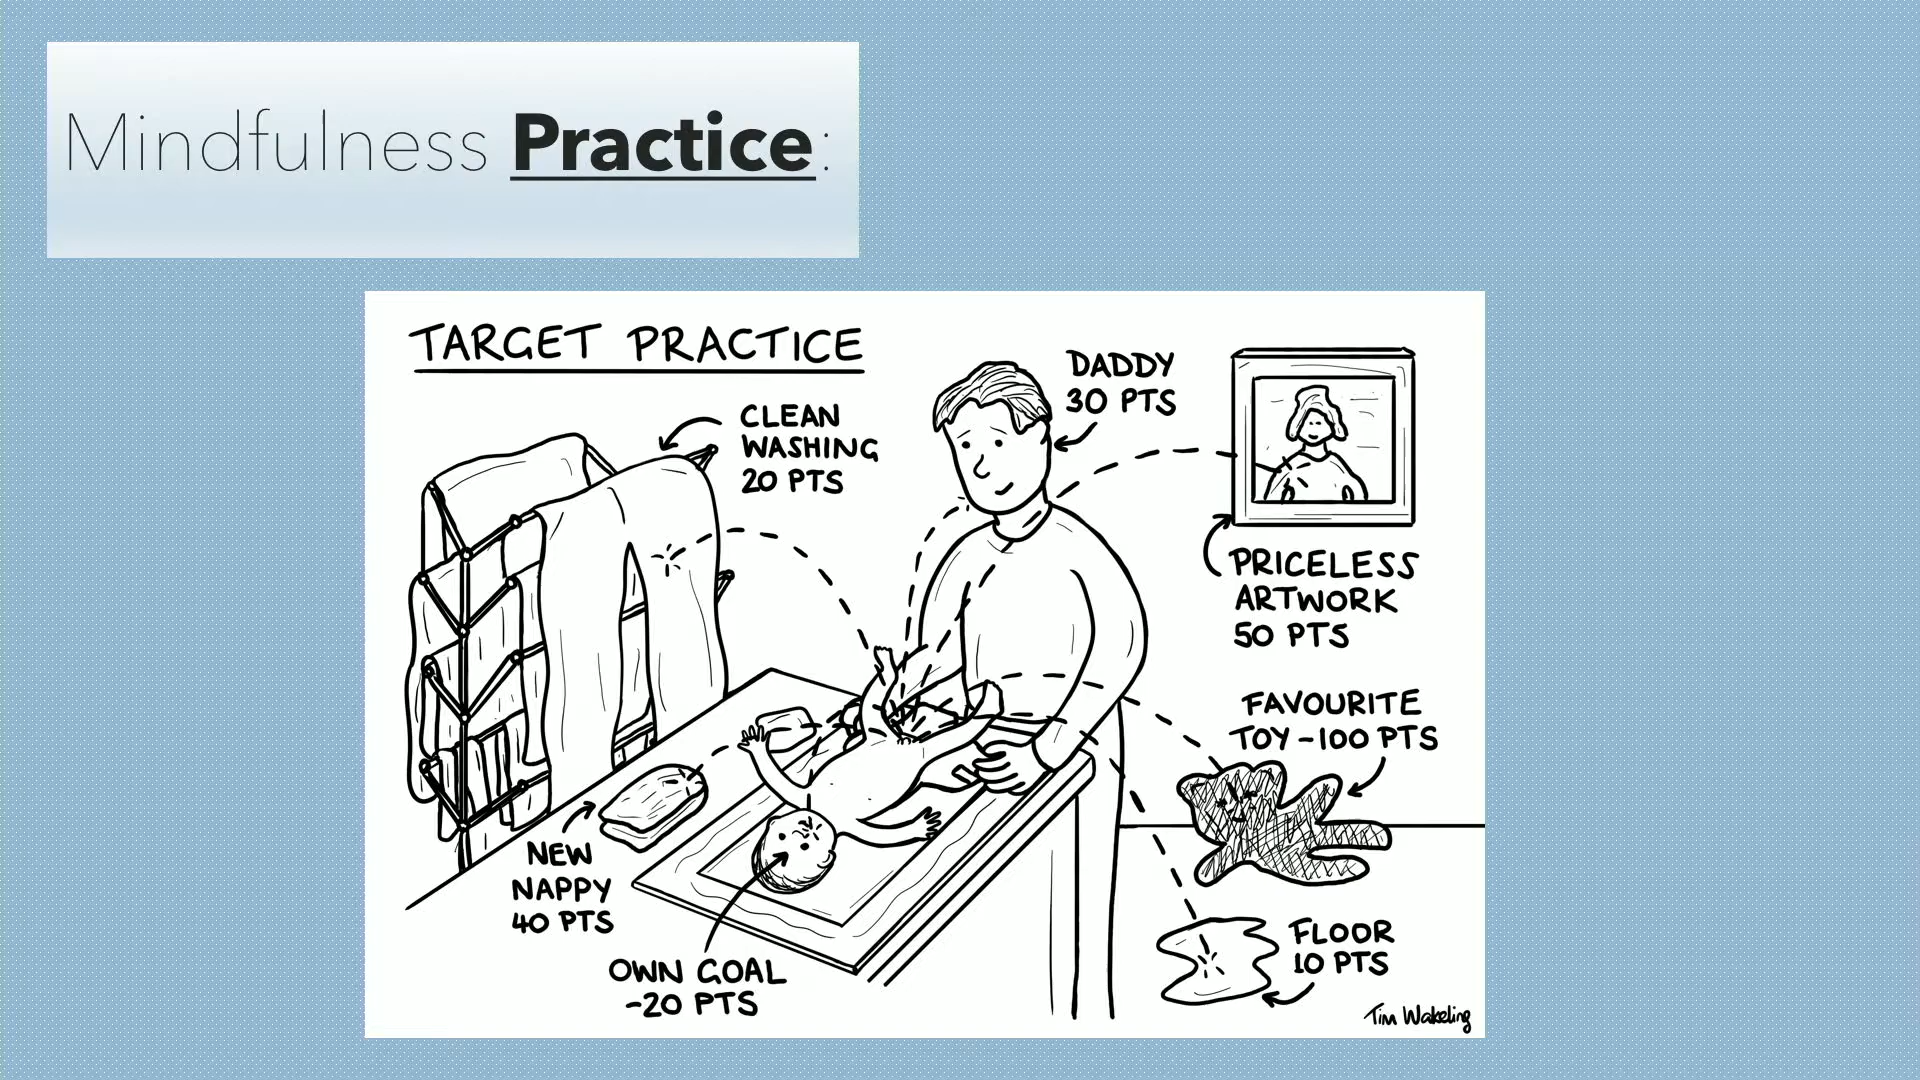 Mindfulness Practice:
TARGET PRACTICE
CLEAN
WASHING
20 PTS
DADDY
30 PTS
PRICELESS
ARTWORK
50 PTS
FAVOURITE
TOY -100 PTS
NEW
NAPPY
40 PTS
OWN GOAL
-20 PTS
FLOOR
10 PTS
Tim Wakeling